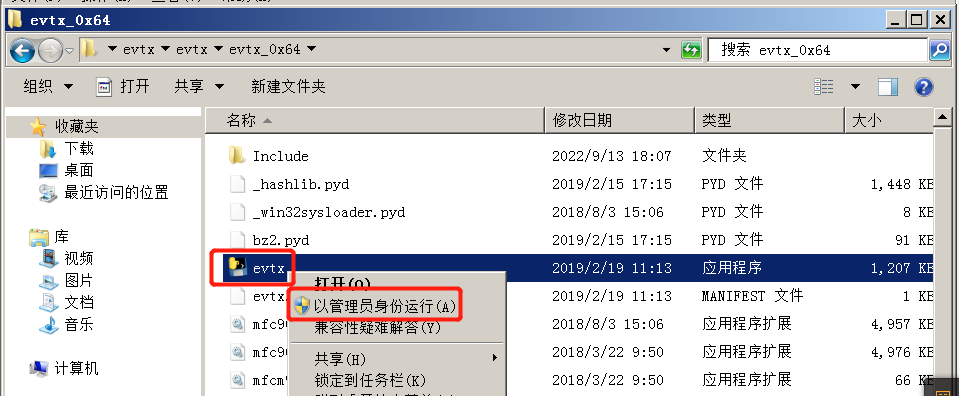 evtx_0x64
evtx evtx evtx_0x64 搜索 evtx_0x64
组织 打开 共享 新建文件夹
收藏夹
下载
桌面
最近访问的位置
库
视频
图片
文档
音乐
计算机
名称 修改日期 类型 大小
Include 2022/9/13 18:07 文件夹
_hashlib.pyd 2019/2/15 17:15 PYD 文件 1,448 KB
_win32sysloader.pyd 2018/8/3 15:06 PYD 文件 8 KB
bz2.pyd 2019/2/15 17:15 PYD 文件 91 KB
evtx 2019/2/19 11:13 应用程序 1,207 KB
evtx. 2019/2/19 11:13 MANIFEST 文件 1 KB
mfc90 2018/8/3 15:06 应用程序扩展 4,957 KB
mfc90 2018/3/22 9:50 应用程序扩展 4,976 KB
mfcm 2018/3/22 9:50 应用程序扩展 66 KB
打开(O)
以管理员身份运行(A)
兼容性疑难解答(Y)
共享(H)
锁定到任务栏(K)